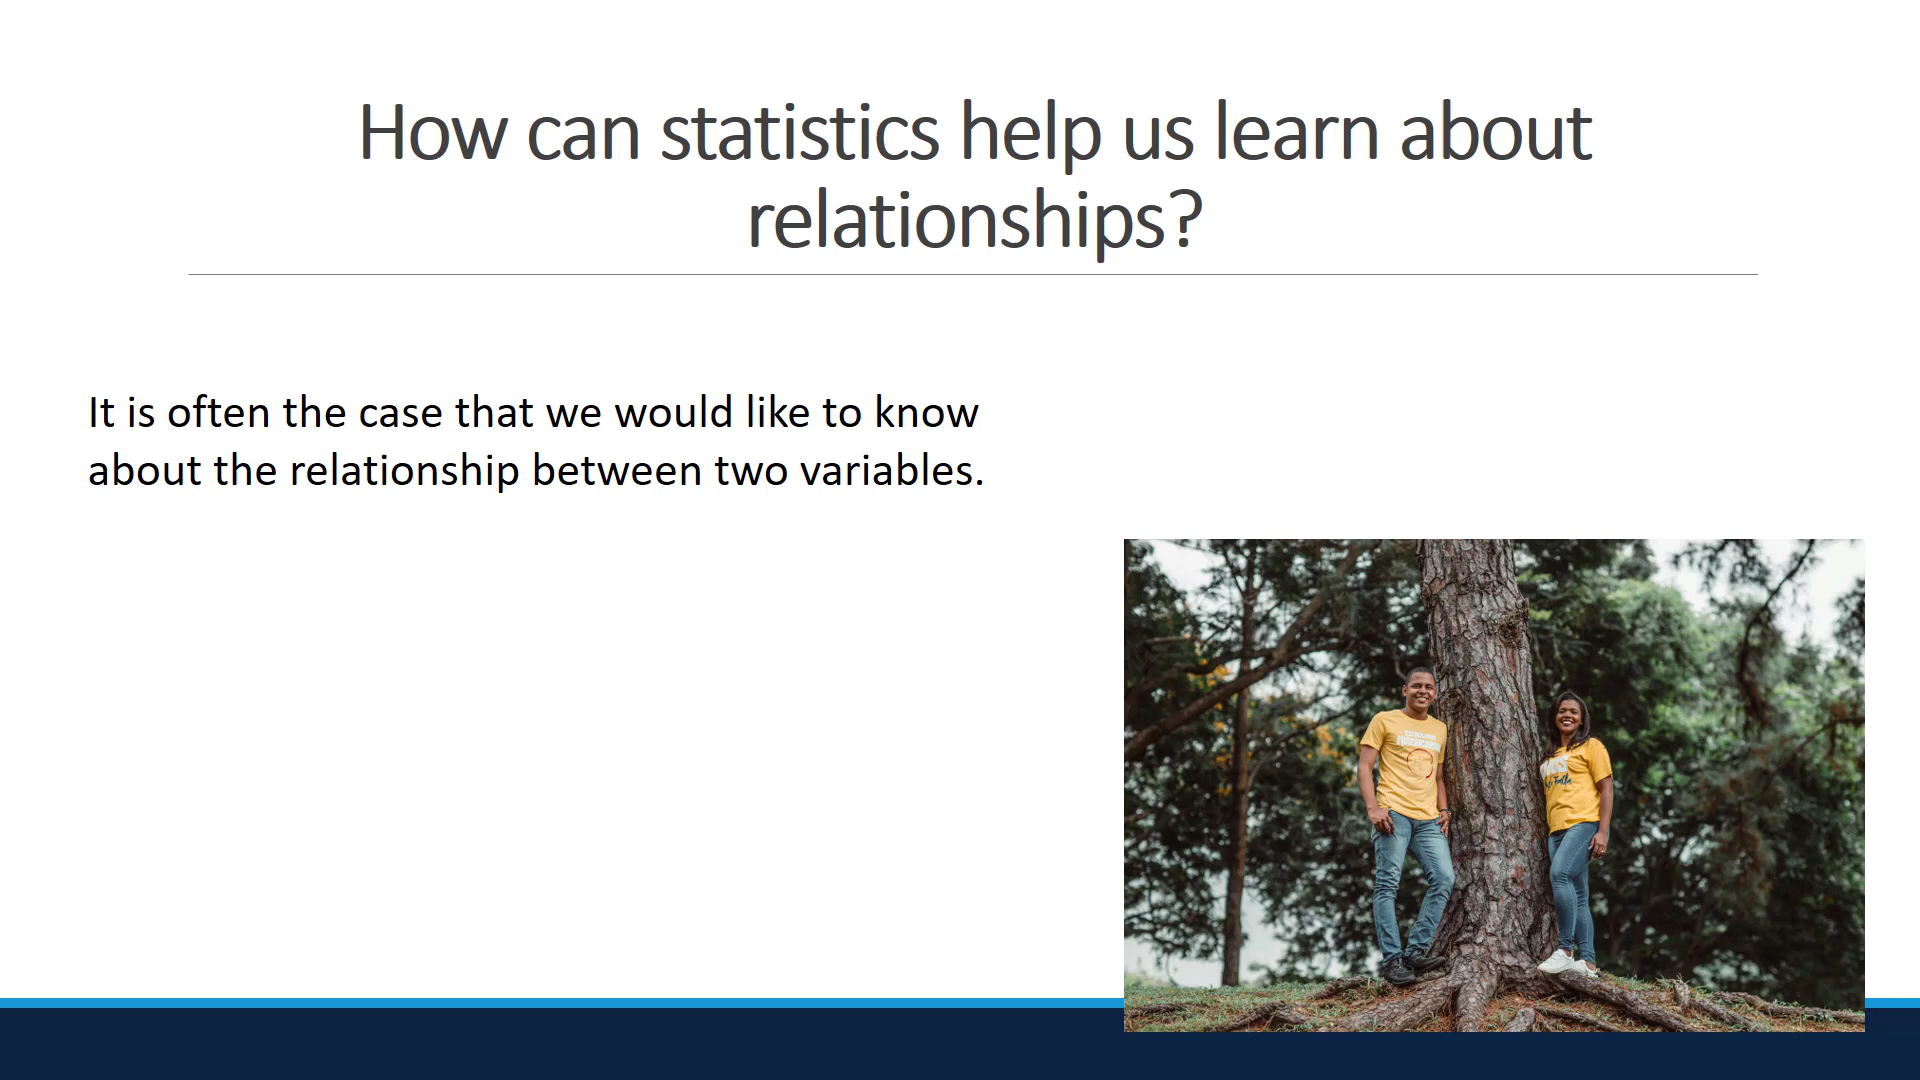 How can statistics help us learn about
relationships?
It is often the case that we would like to know
about the relationship between two variables.